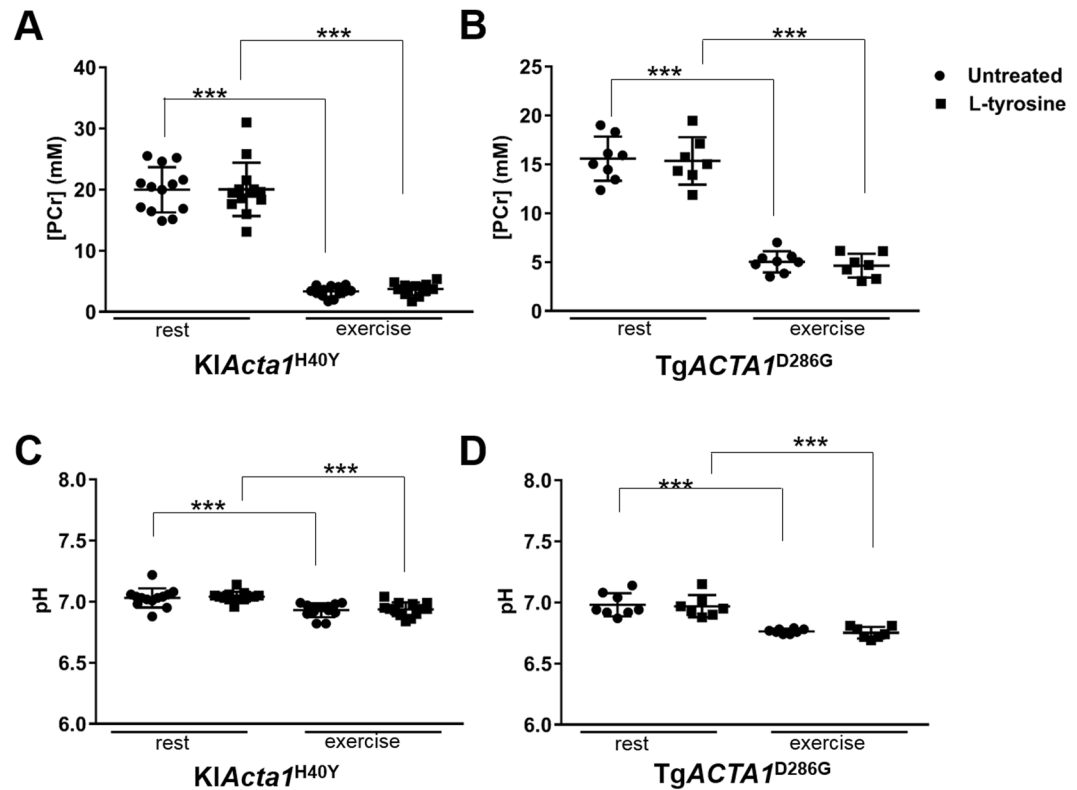 A
B
***
***
***
***
Untreated
L-tyrosine
[PCr] (mM)
40
30
20
10
0
rest
exercise
KIActa1H40Y
[PCr] (mM)
25
20
15
10
5
0
rest
exercise
TgACTA1D286G
C
D
***
***
***
***
pH
8.0
7.5
7.0
6.5
6.0
rest
exercise
KIActa1H40Y
pH
8.0
7.5
7.0
6.5
6.0
rest
exercise
TgACTA1D286G